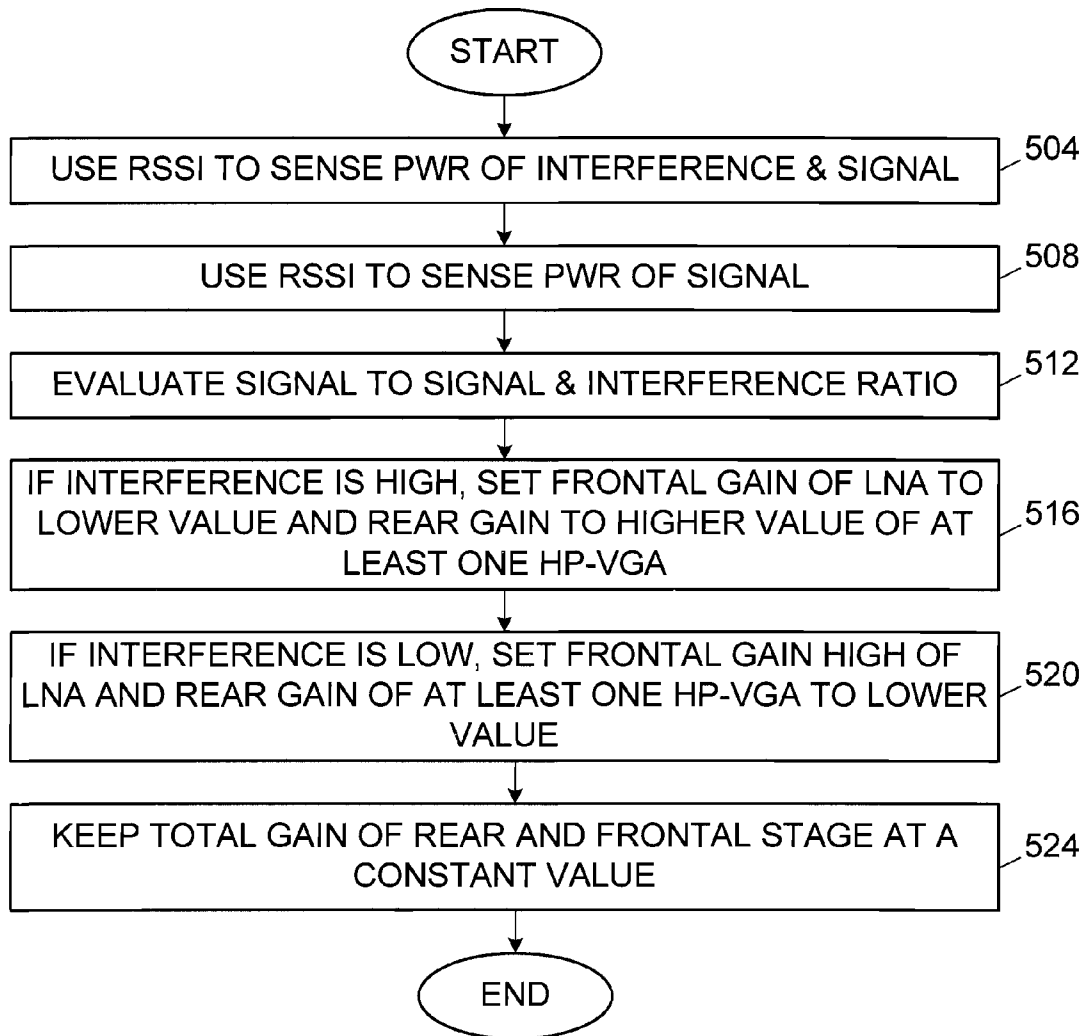 START
USE RSSI TO SENSE PWR OF INTERFERENCE & SIGNAL
504
USE RSSI TO SENSE PWR OF SIGNAL
508
EVALUATE SIGNAL TO SIGNAL & INTERFERENCE RATIO
512
IF INTERFERENCE IS HIGH, SET FRONTAL GAIN OF LNA TO
LOWER VALUE AND REAR GAIN TO HIGHER VALUE OF AT
LEAST ONE HP-VGA
516
IF INTERFERENCE IS LOW, SET FRONTAL GAIN HIGH OF
LNA AND REAR GAIN OF AT LEAST ONE HP-VGA TO LOWER
VALUE
520
KEEP TOTAL GAIN OF REAR AND FRONTAL STAGE AT A
CONSTANT VALUE
524
END